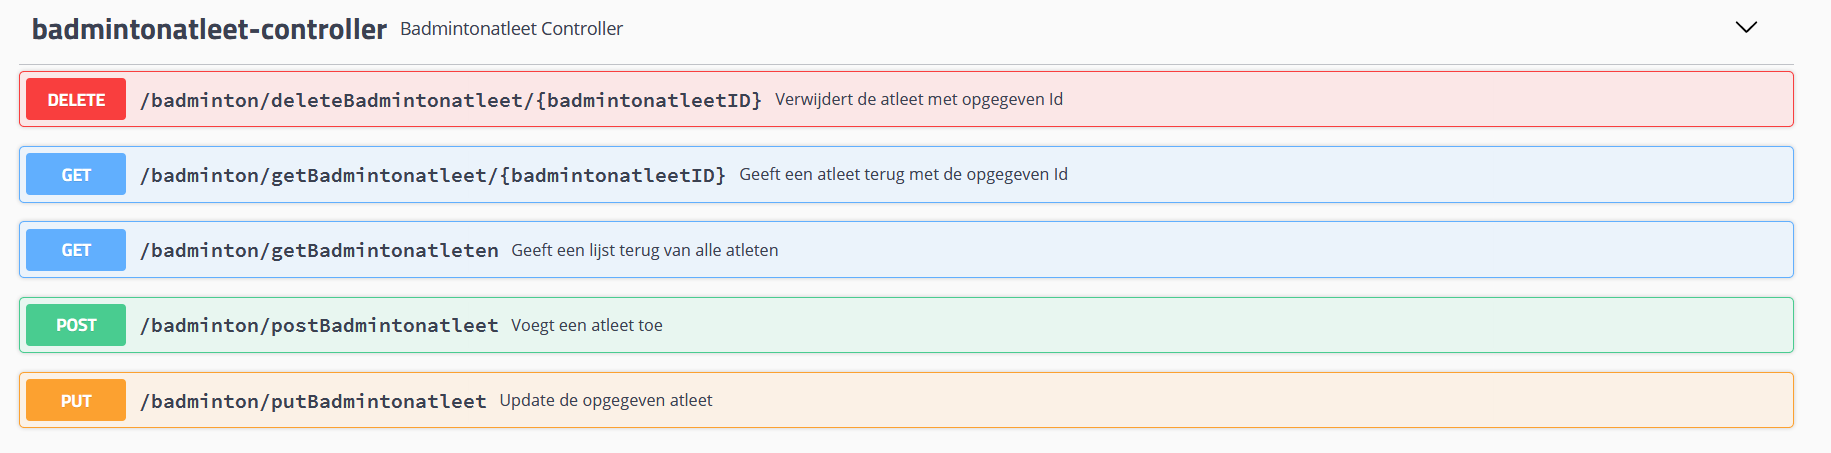 badmintonatleet-controller Badmintonatleet Controller
DELETE /badminton/deleteBadmintonatleet/{badmintonatleetID} Verwijdert de atleet met opgegeven Id
GET /badminton/getBadmintonatleet/{badmintonatleetID} Geeft een atleet terug met de opgegeven Id
GET /badminton/getBadmintonatleten Geeft een lijst terug van alle atleten
POST /badminton/postBadmintonatleet Voegt een atleet toe
PUT /badminton/putBadmintonatleet Update de opgegeven atleet